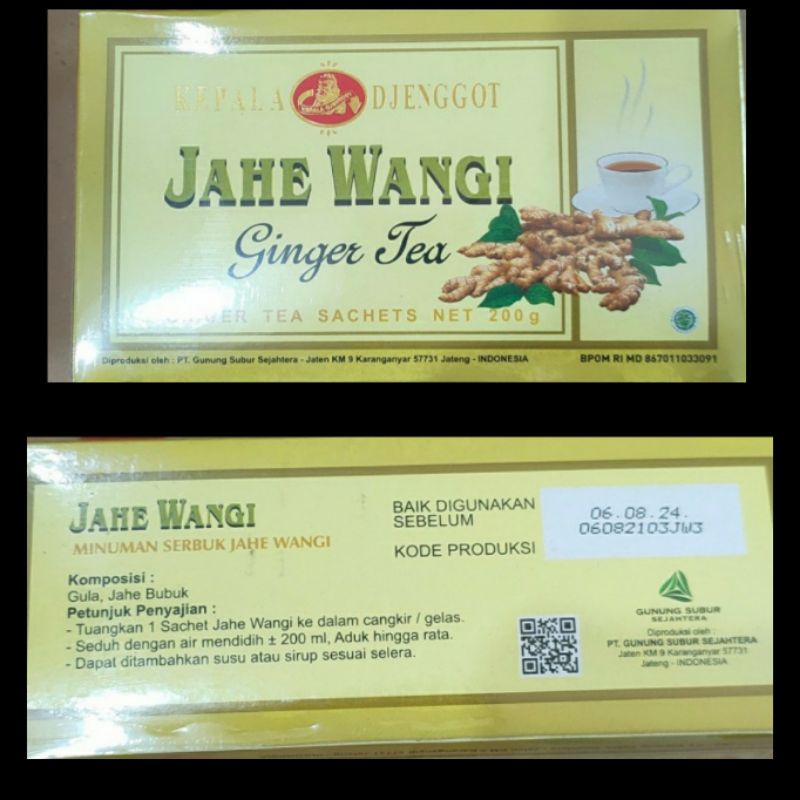 KEPALA DJENGGOT
JAHE WANGI
Ginger Tea
GINGER TEA SACHETS NET 200g
Diproduksi oleh : PT. Gunung Subur Sejahtera - Jaten KM 9 Karanganyar 57731 Jateng - INDONESIA
BPOM RI MD 867011033091
JAHE WANGI
MINUMAN SERBUK JAHE WANGI
Komposisi :
Gula, Jahe Bubuk
Petunjuk Penyajian :
- Tuangkan 1 Sachet Jahe Wangi ke dalam cangkir / gelas.
- Seduh dengan air mendidih ± 200 ml, Aduk hingga rata.
- Dapat ditambahkan susu atau sirup sesuai selera.
BAIK DIGUNAKAN
SEBELUM
KODE PRODUKSI
06.08.24.
06082103JW3
GUNUNG SUBUR
SEJAHTERA
Diproduksi oleh :
PT. GUNUNG SUBUR SEJAHTERA
Jaten KM 9 Karanganyar 57731
Jateng - INDONESIA